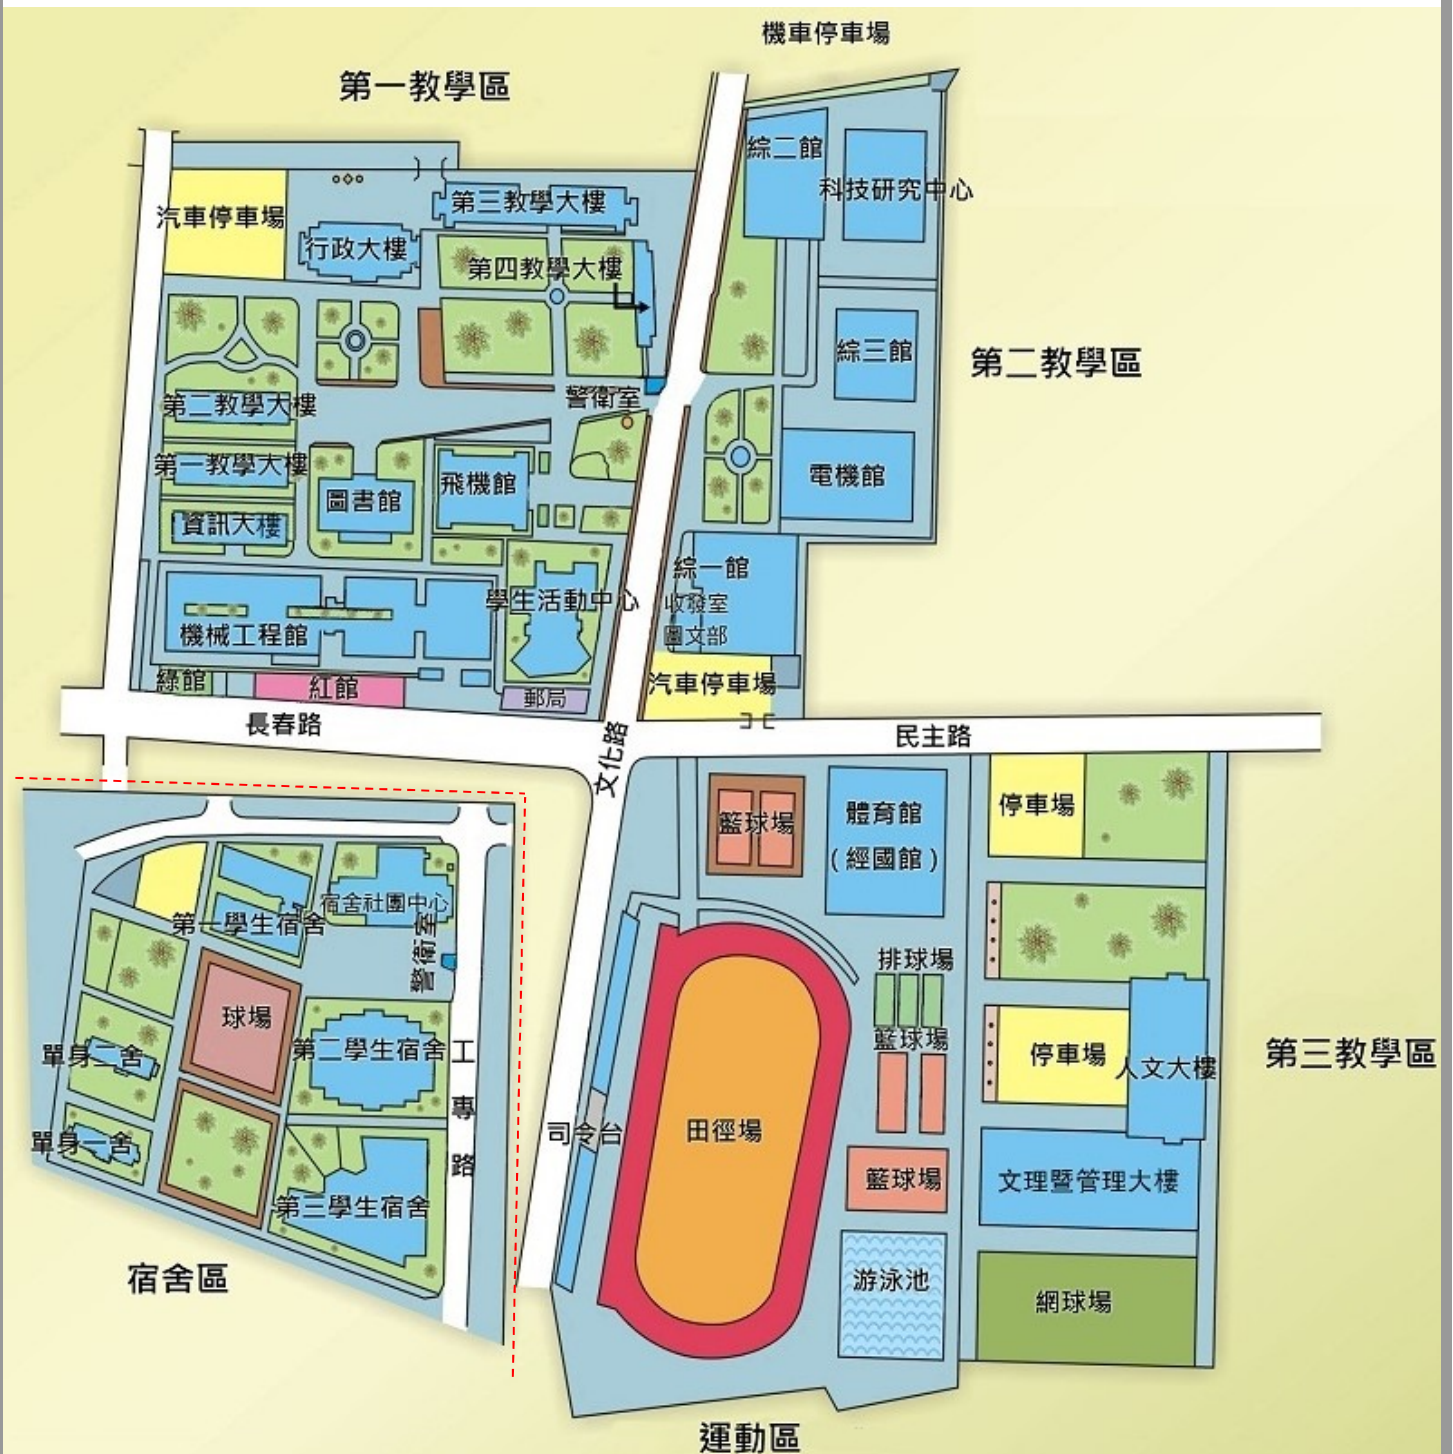 機車停車場
第一教學區
綜二館
科技研究中心
第三教學大樓
汽車停車場
行政大樓
第四教學大樓
綜三館
第二教學區
警衛室
第二教學大樓
第一教學大樓
飛機館
電機館
圖書館
資訊大樓
綜一館
收發室
圖文部
學生活動中心
機械工程館
綠館
紅館
郵局
汽車停車場
長春路
文化路
民主路
籃球場
體育館
(經國館)
停車場
宿舍社團中心
第一學生宿舍
警衛室
排球場
球場
籃球場
第二學生宿舍
工專路
單身二舍
停車場
人文大樓
第三教學區
單身一舍
司令台
田徑場
籃球場
文理暨管理大樓
第三學生宿舍
宿舍區
游泳池
網球場
運動區